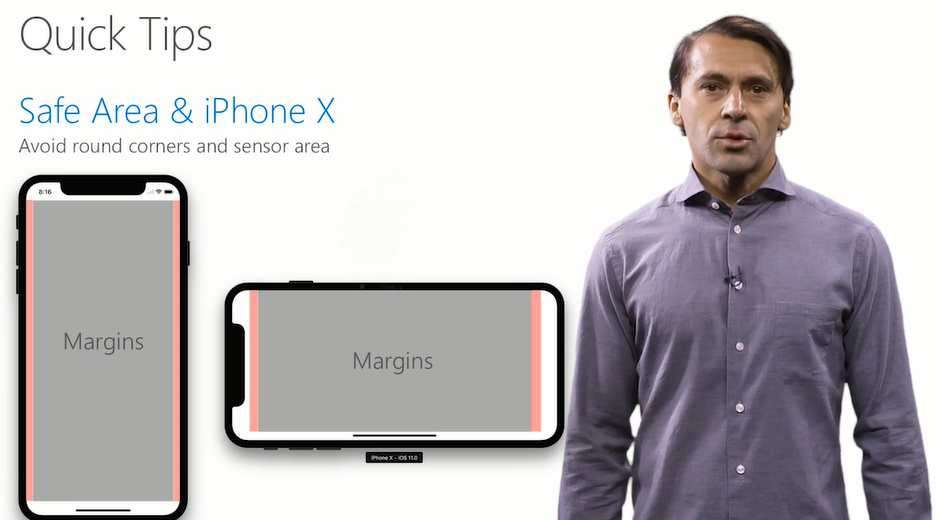 Quick Tips
Safe Area & iPhone X
Avoid round corners and sensor area
8:16
Margins
Margins
iPhone X - iOS 11.0